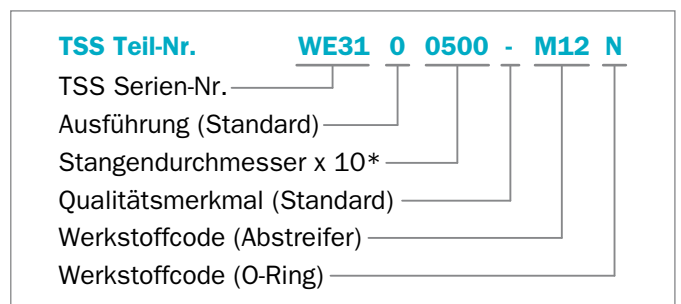 TSS Teil-Nr. WE31 0 0500 - M12 N
TSS Serien-Nr.
Ausführung (Standard)
Stangendurchmesser x 10*
Qualitätsmerkmal (Standard)
Werkstoffcode (Abstreifer)
Werkstoffcode (O-Ring)